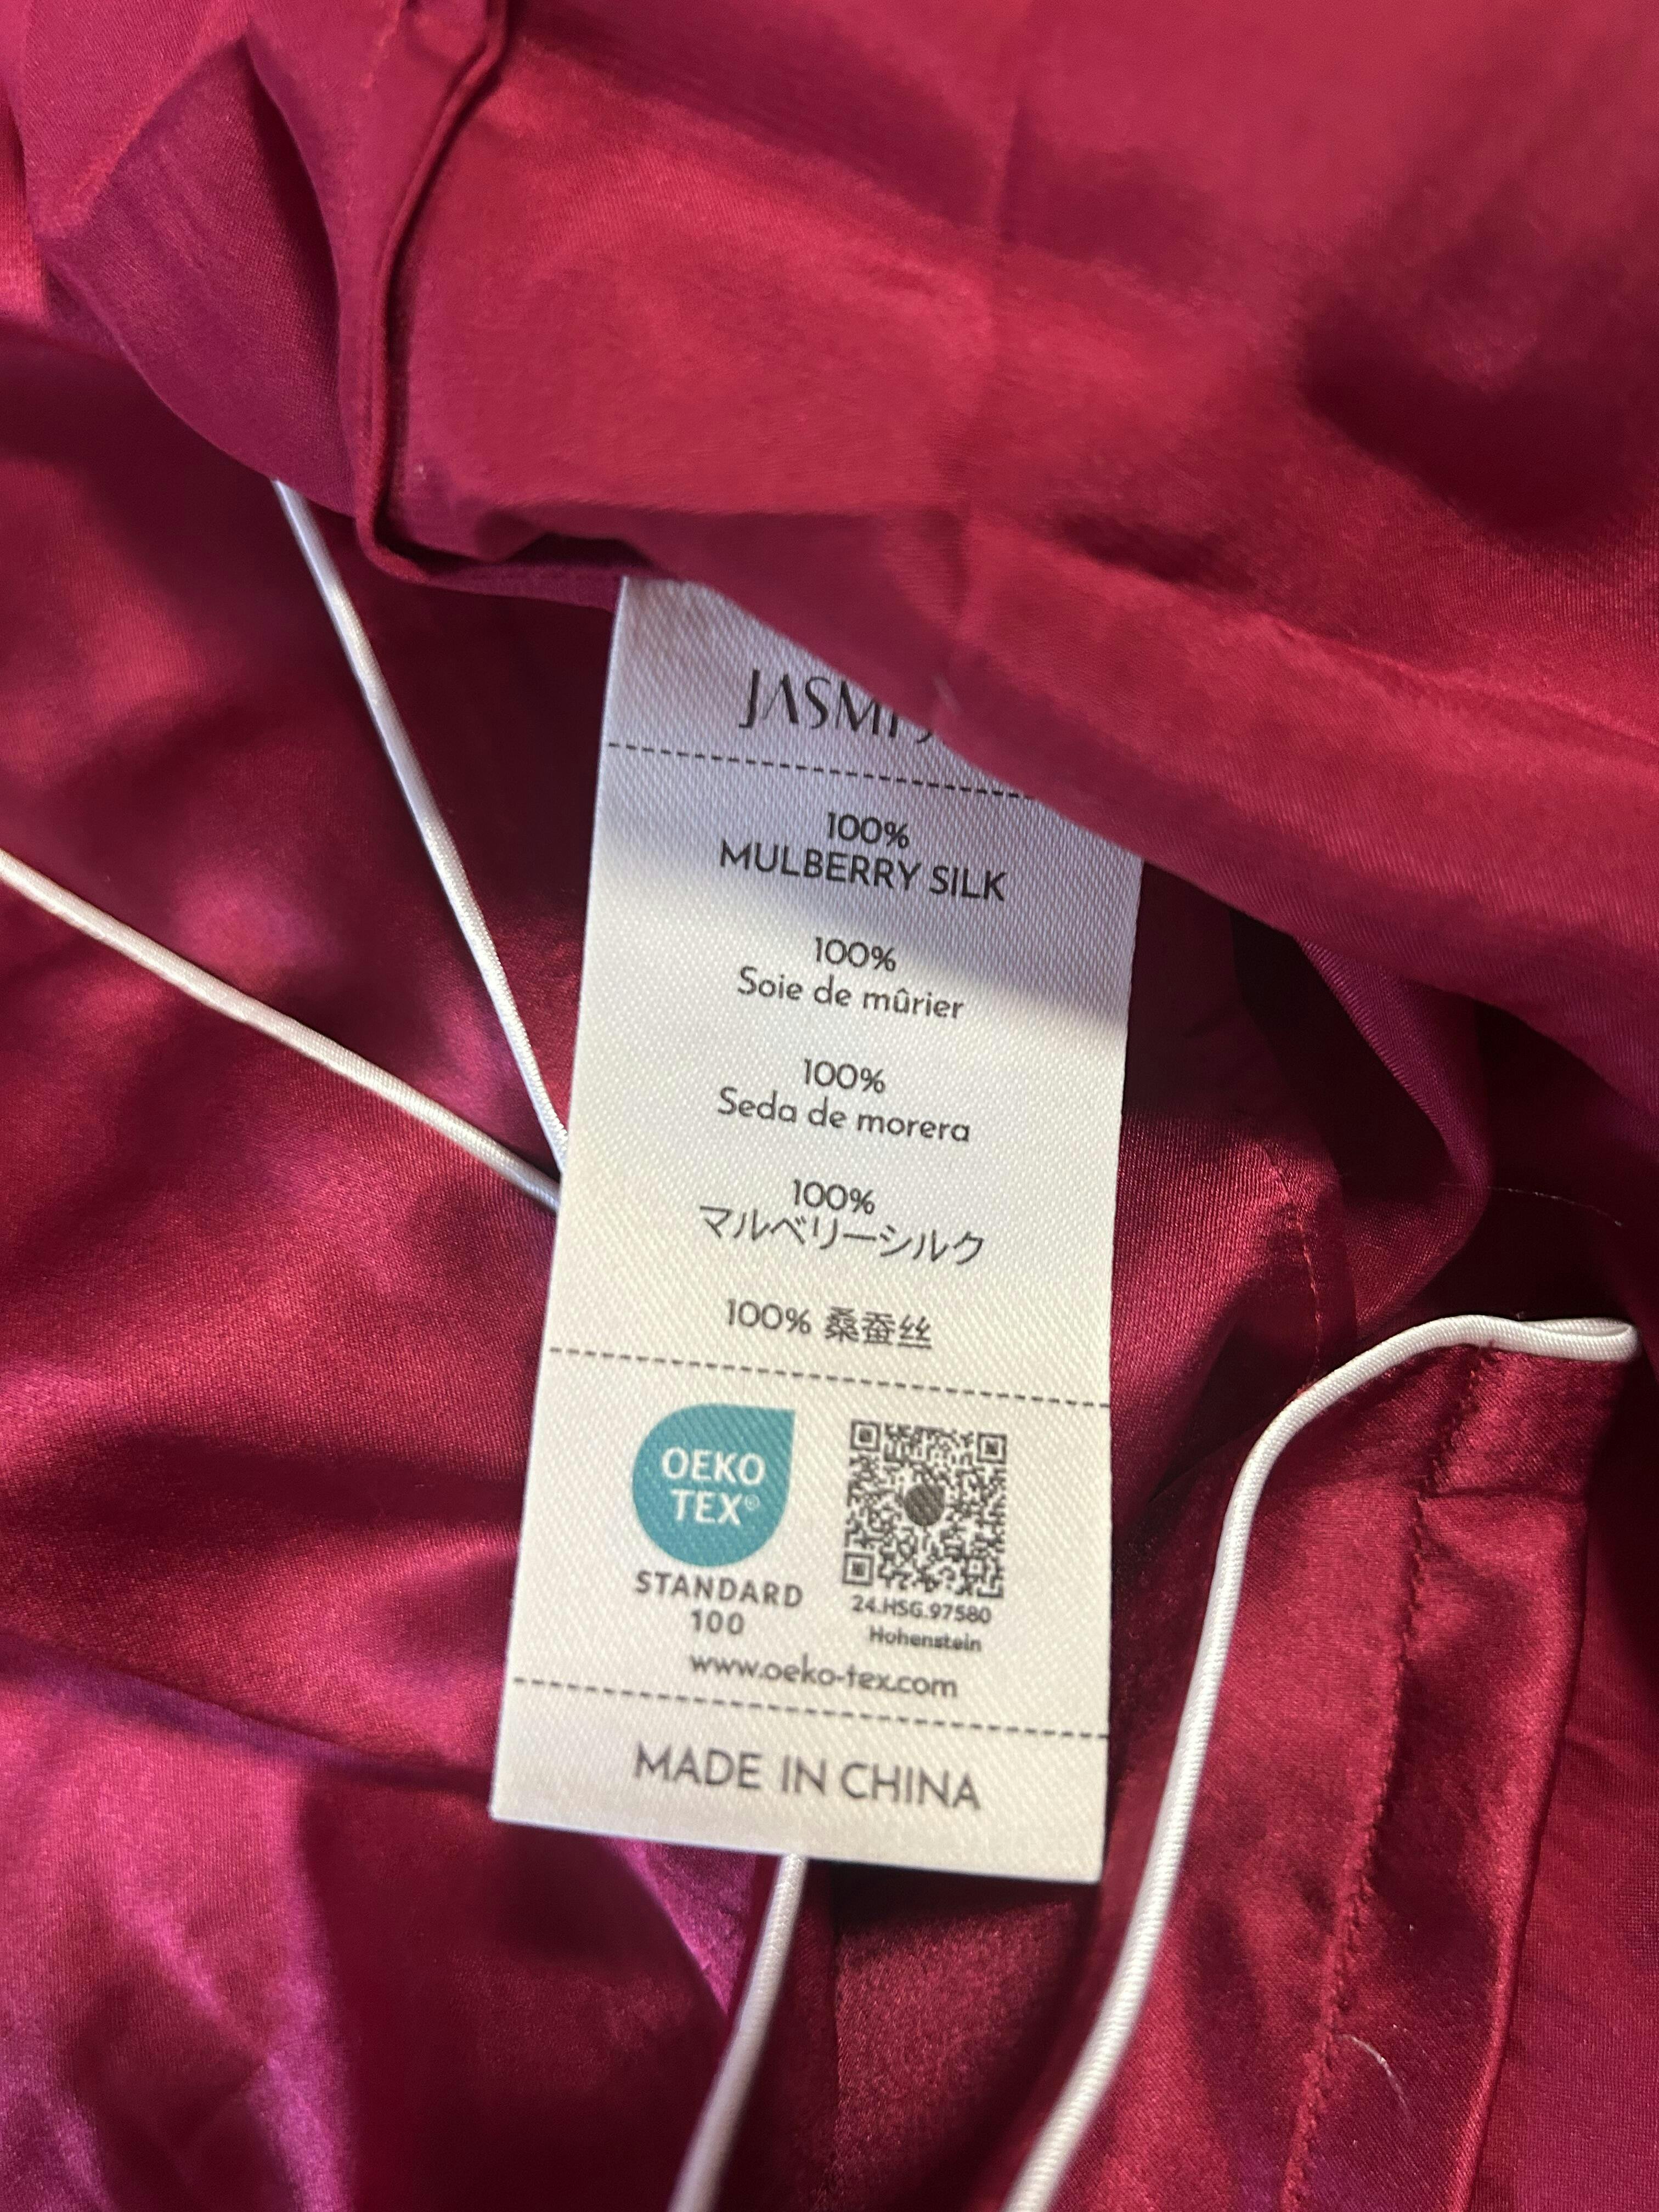 100%
MULBERRY SILK
100%
Soie de mûrier
100%
Seda de morera
100%
マルベリーシルク
100% 桑蚕丝
OEKO
TEX®
STANDARD
100
24.HSG.97580
Hohenstein
www.oeko-tex.com
MADE IN CHINA